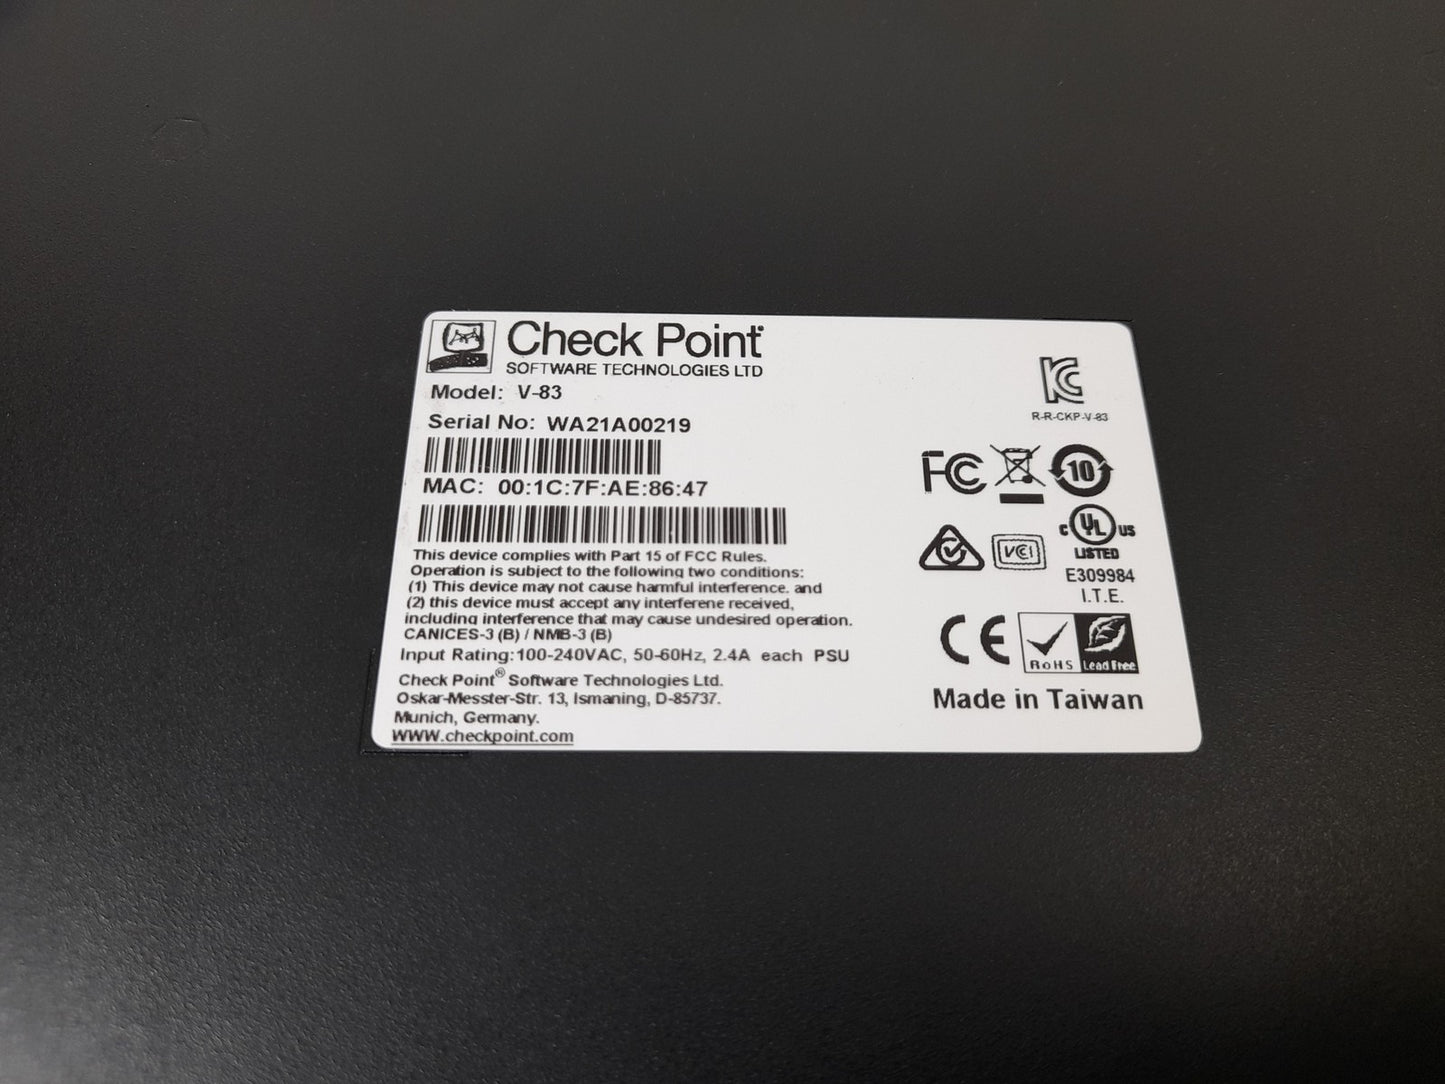 Check Point
SOFTWARE TECHNOLOGIES LTD
Model: V-83
Serial No: WA21A00219
MAC: 00:1C:7F:AE:86:47
This device complies with Part 15 of FCC Rules.
Operation is subject to the following two conditions:
(1) This device may not cause harmful interference. and
(2) this device must accept any interferene received,
including interference that may cause undesired operation.
CANICES-3 (B) / NMB-3 (B)
Input Rating:100-240VAC, 50-60Hz, 2.4A each PSU
Check Point® Software Technologies Ltd.
Oskar-Messter-Str. 13, Ismaning, D-85737.
Munich, Germany.
WWW.checkpoint.com
KC
R-R-CKP-V-83
FC
10
VCI
C UL US
LISTED
E309984
I.T.E.
CE
RoHS
Lead Free
Made in Taiwan